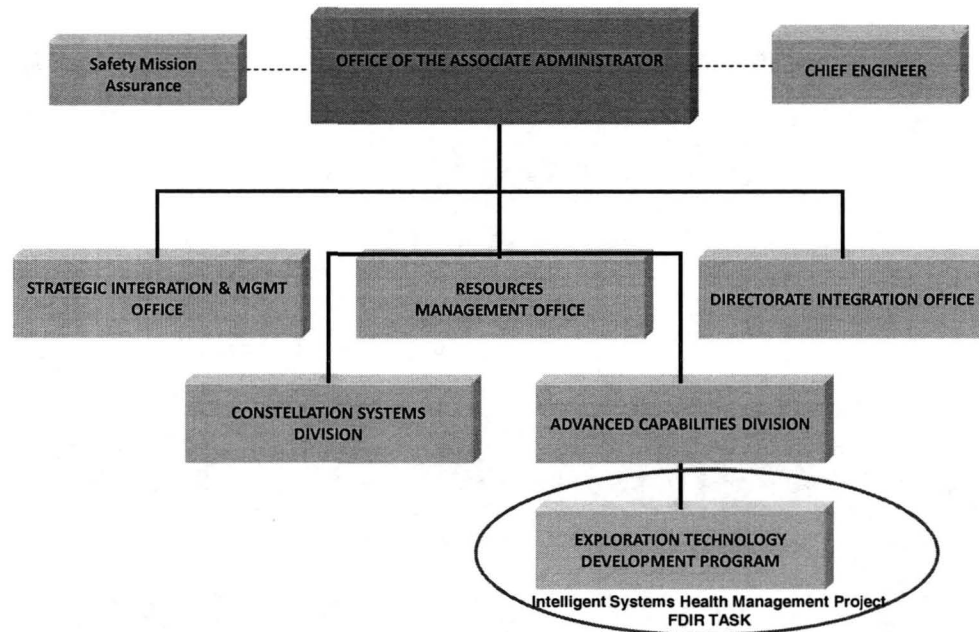 Safety Mission
Assurance
OFFICE OF THE ASSOCIATE ADMINISTRATOR
CHIEF ENGINEER
STRATEGIC INTEGRATION & MGMT
OFFICE
RESOURCES
MANAGEMENT OFFICE
DIRECTORATE INTEGRATION OFFICE
CONSTELLATION SYSTEMS
DIVISION
ADVANCED CAPABILITIES DIVISION
EXPLORATION TECHNOLOGY
DEVELOPMENT PROGRAM
Intelligent Systems Health Management Project
FDIR TASK